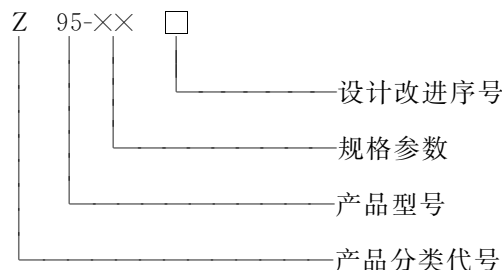 Z 95-×× □
设计改进序号
规格参数
产品型号
产品分类代号